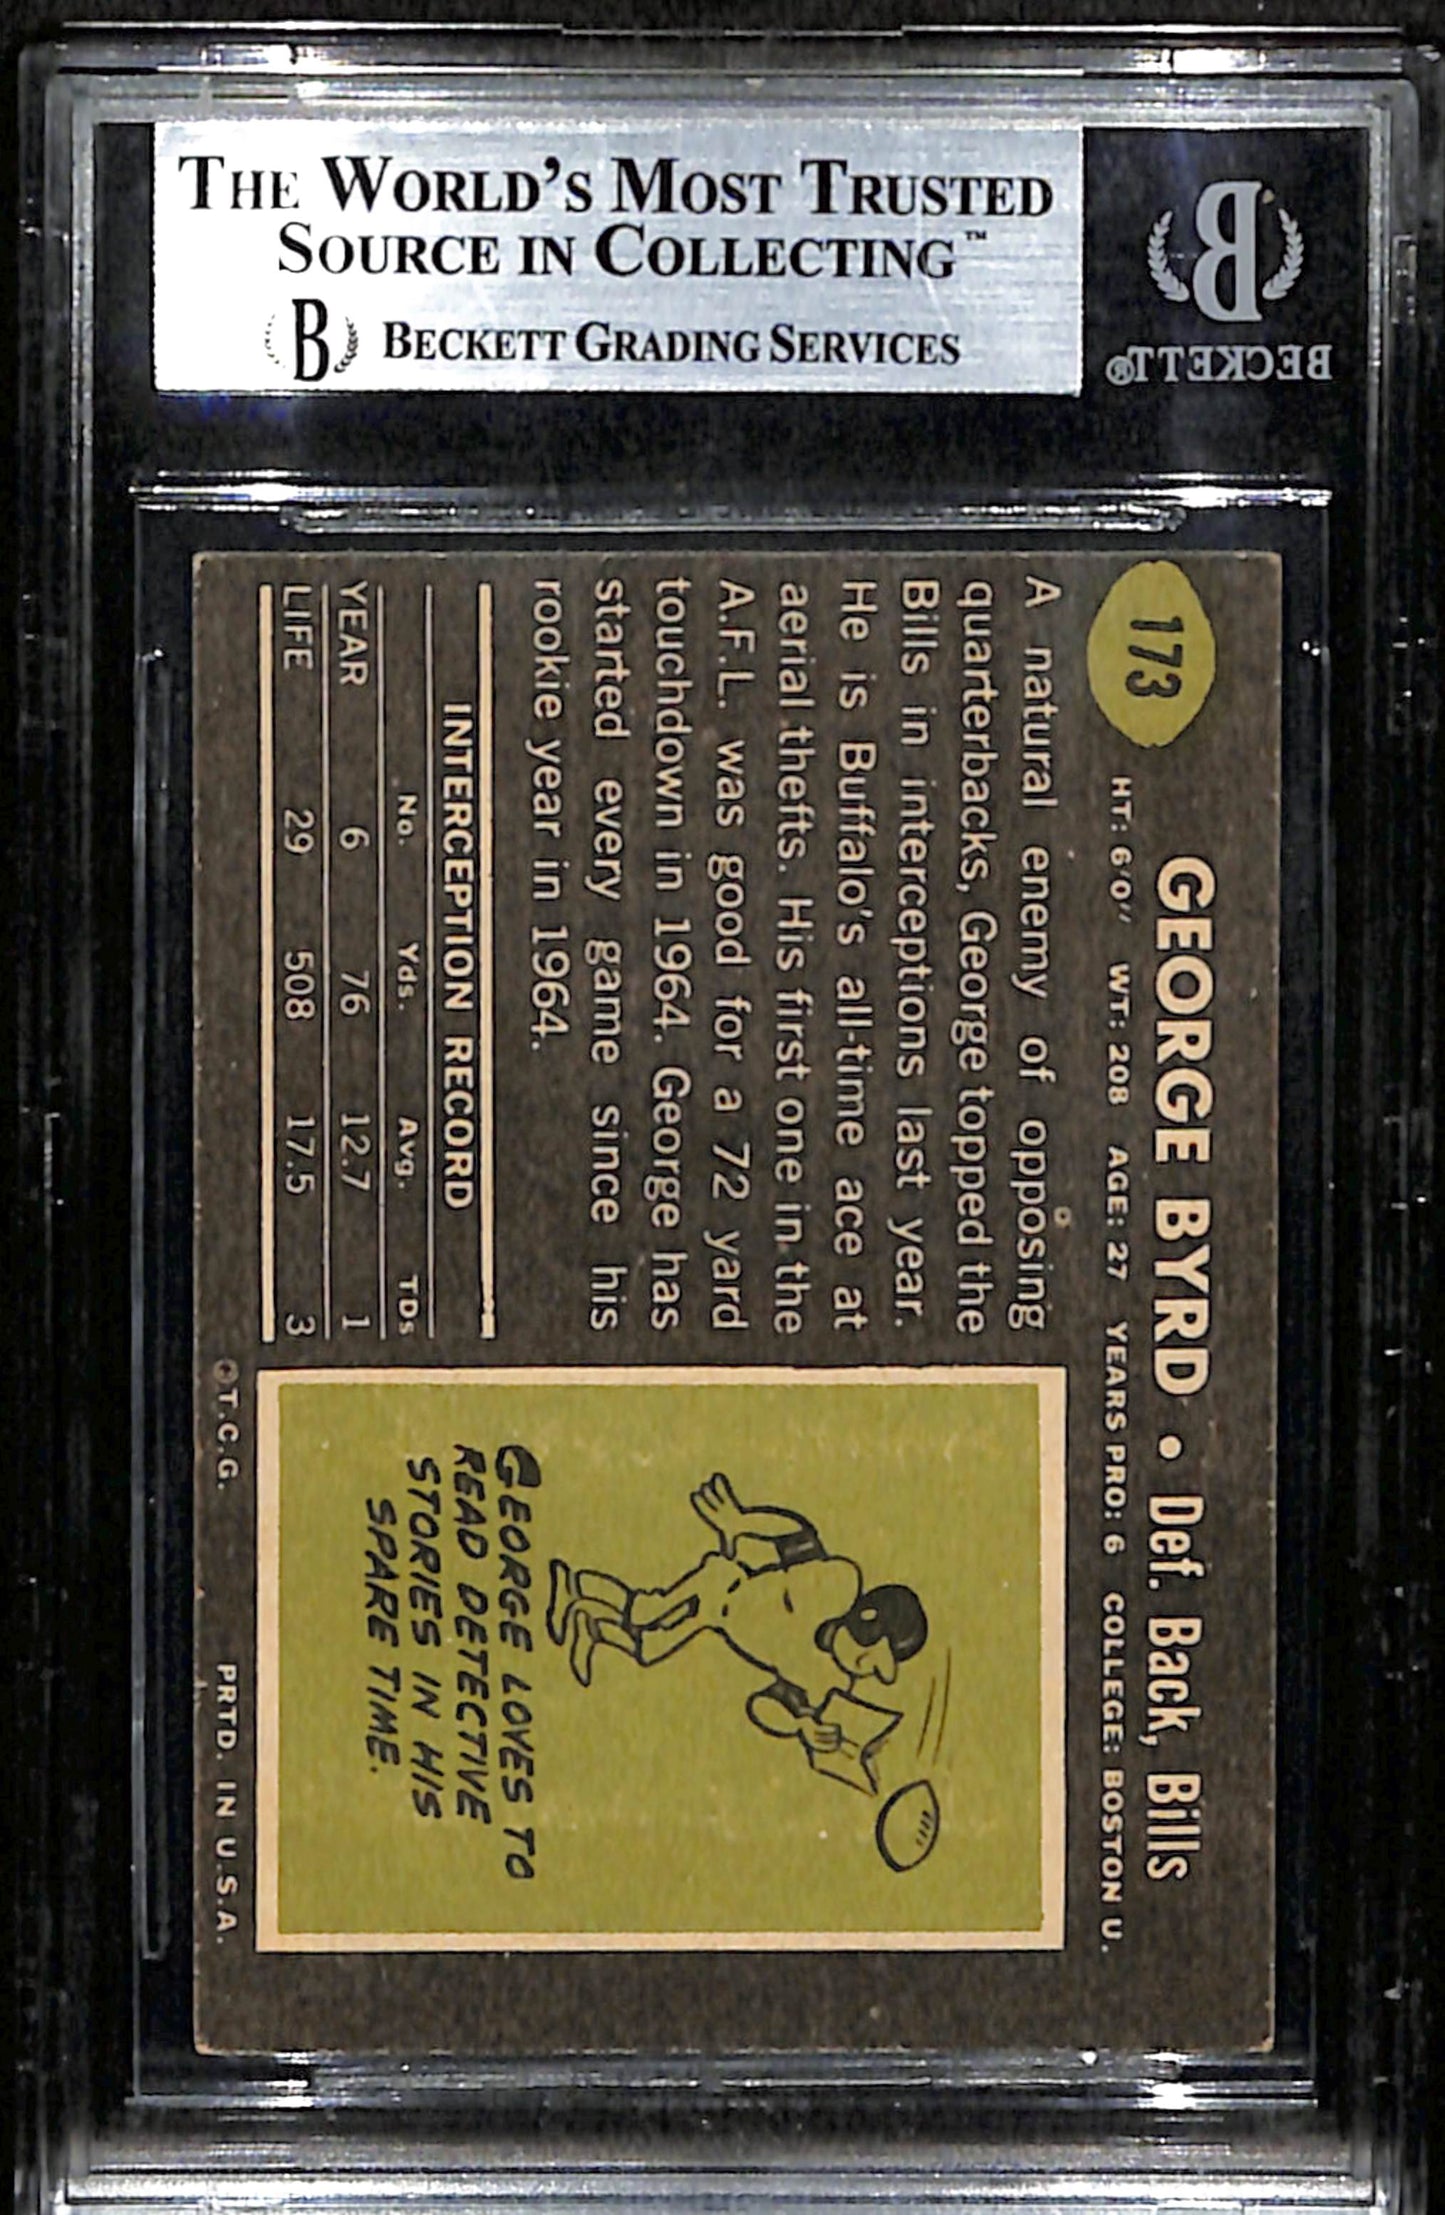 THE WORLD'S MOST TRUSTED
SOURCE IN COLLECTING™
B BECKETT GRADING SERVICES
B
BECKETT®
173
GEORGE BYRD • Def. Back, Bills
HT: 6'0" WT: 208 AGE: 27 YEARS PRO: 6 COLLEGE: BOSTON U.
A natural enemy of opposing
quarterbacks, George topped the
Bills in interceptions last year.
He is Buffalo's all-time ace at
aerial thefts. His first one in the
A.F.L. was good for a 72 yard
touchdown in 1964. George has
started every game since his
rookie year in 1964.
INTERCEPTION RECORD
No. Yds. Avg. TDs
YEAR 6 76 12.7 1
LIFE 29 508 17.5 3
GEORGE LOVES TO
READ DETECTIVE
STORIES IN HIS
SPARE TIME.
©T.C.G. PRTD. IN U.S.A.